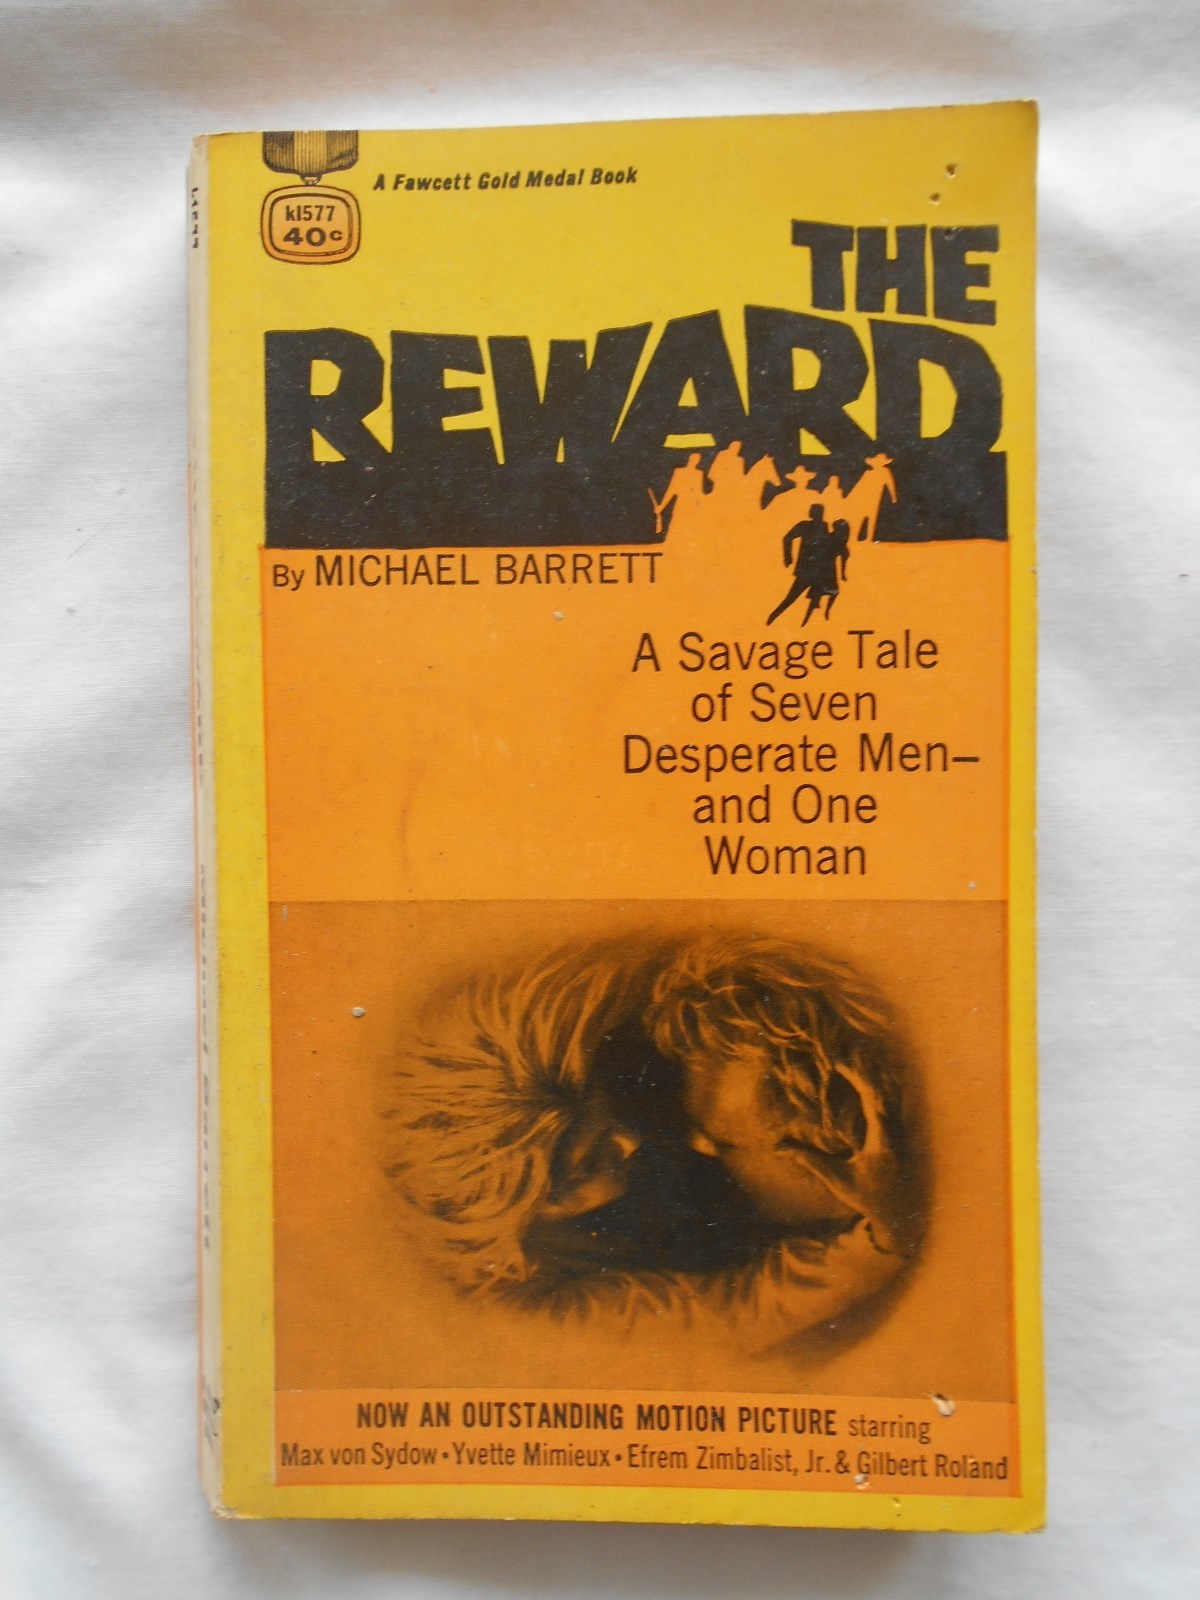 A Fawcett Gold Medal Book
k1577
40c
THE
REWARD
By MICHAEL BARRETT
A Savage Tale
of Seven
Desperate Men—
and One
Woman
NOW AN OUTSTANDING MOTION PICTURE starring
Max von Sydow • Yvette Mimieux • Efrem Zimbalist, Jr. & Gilbert Roland